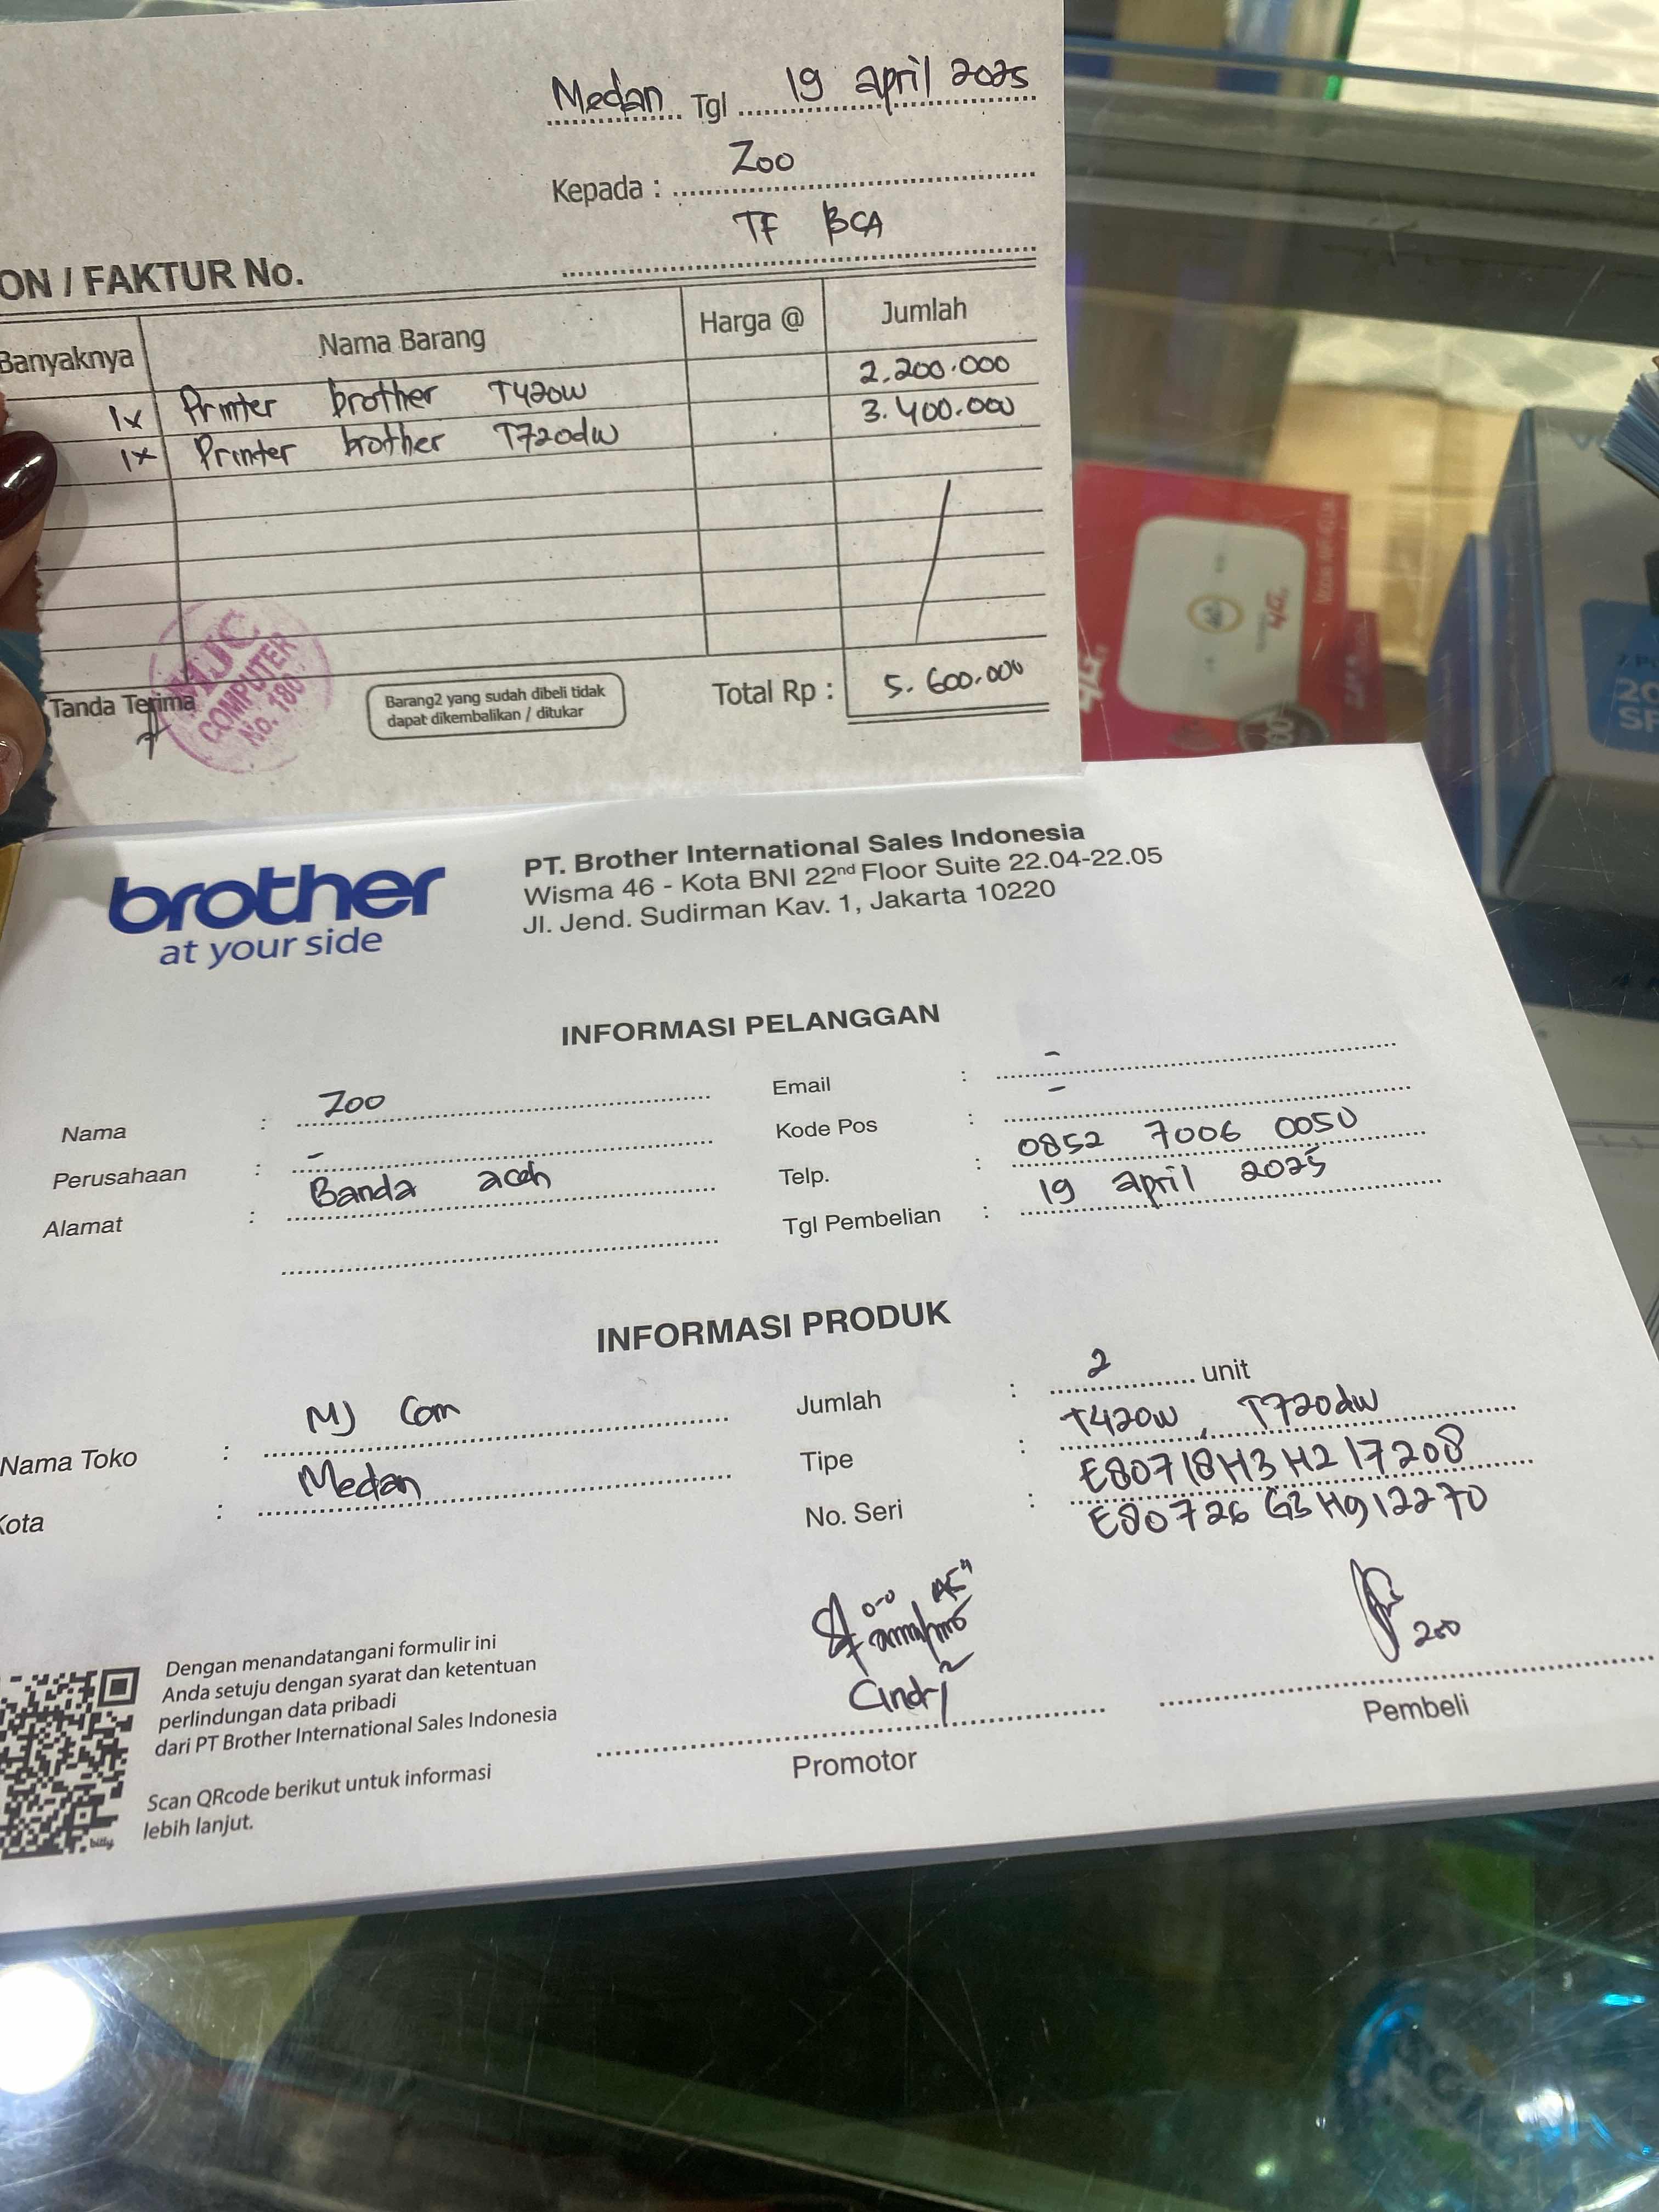 Medan Tgl 19 april 2025
Kepada : Zoo
TF BCA
ON / FAKTUR No.
Banyaknya Nama Barang Harga @ Jumlah
1x Printer brother T420w 2.200.000
1x Printer brother T720dw 3.400.000
Tanda Terima
MJC
COMPUTER
No. 180
Barang2 yang sudah dibeli tidak
dapat dikembalikan / ditukar
Total Rp : 5.600.000
4G
brother
at your side
PT. Brother International Sales Indonesia
Wisma 46 - Kota BNI 22nd Floor Suite 22.04-22.05
Jl. Jend. Sudirman Kav. 1, Jakarta 10220
INFORMASI PELANGGAN
Nama : Zoo
Perusahaan : -
Alamat : Banda aceh
Email : -
Kode Pos : -
Telp. : 0852 7006 0050
Tgl Pembelian : 19 april 2025
INFORMASI PRODUK
Nama Toko : MJ Com
Kota : Medan
Jumlah : 2 unit
Tipe : T420w, T720dw
No. Seri : E80718H3H217208
E80726G3H912270
Dengan menandatangani formulir ini
Anda setuju dengan syarat dan ketentuan
perlindungan data pribadi
dari PT Brother International Sales Indonesia
Scan QRcode berikut untuk informasi
lebih lanjut.
bitly
Cindy
Promotor
Pembeli